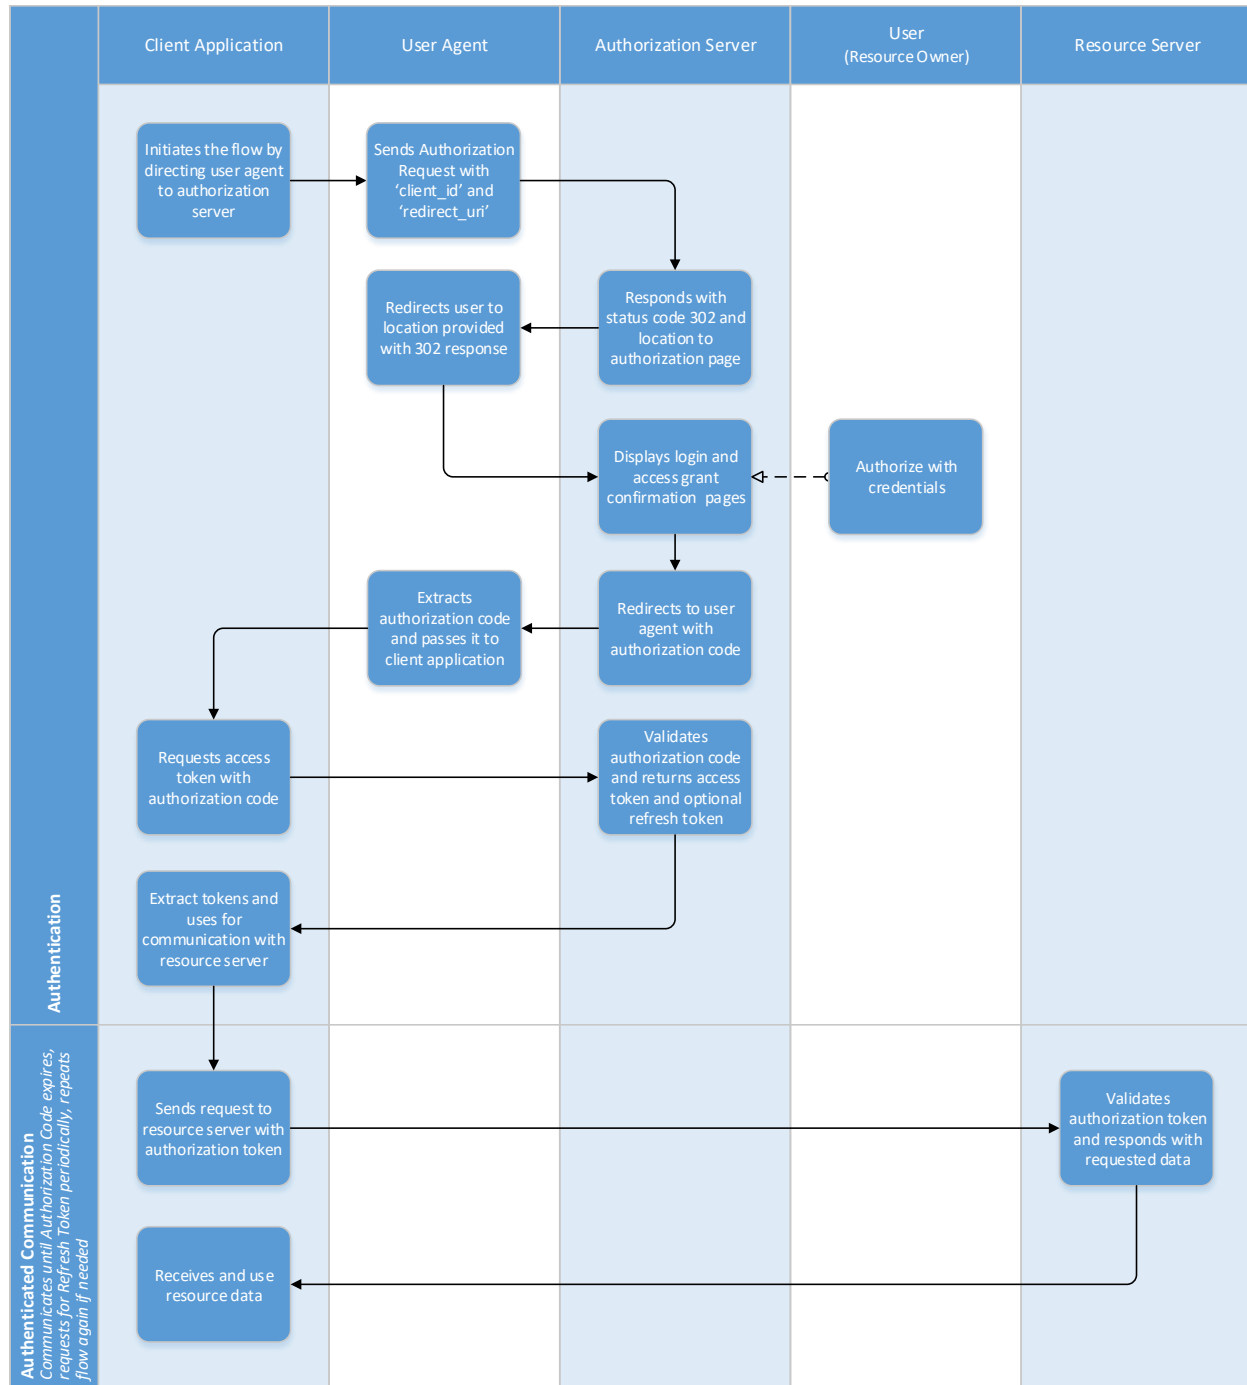 Client Application
User Agent
Authorization Server
User
(Resource Owner)
Resource Server
Initiates the flow by
directing user agent
to authorization
server
Sends Authorization
Request with
‘client_id’ and
‘redirect_uri’
Redirects user to
location provided
with 302 response
Responds with
status code 302 and
location to
authorization page
Displays login and
access grant
confirmation pages
Authorize with
credentials
Extracts
authorization code
and passes it to
client application
Redirects to user
agent with
authorization code
Requests access
token with
authorization code
Validates
authorization code
and returns access
token and optional
refresh token
Extract tokens and
uses for
communication with
resource server
Authentication
Sends request to
resource server with
authorization token
Validates
authorization token
and responds with
requested data
Receives and use
resource data
Authenticated Communication
Communicates until Authorization Code expires,
requests for Refresh Token periodically, repeats
flow again if needed